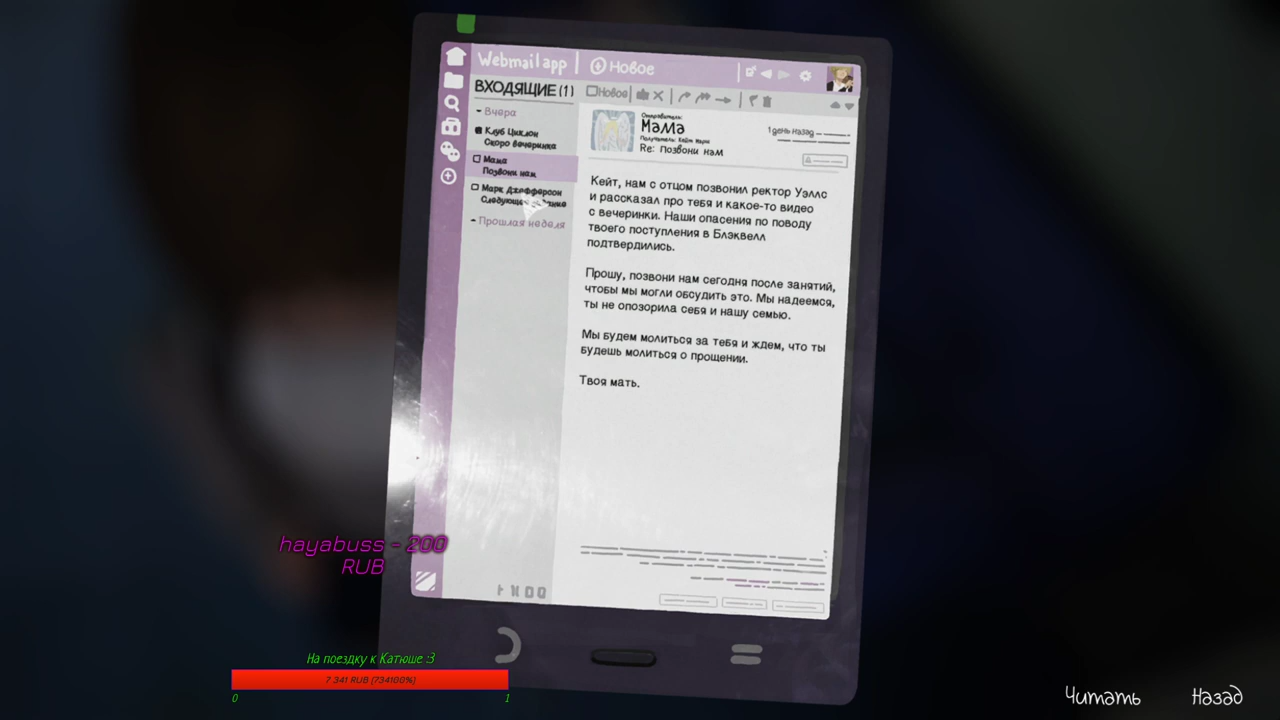 Webmail app
Новое
ВХОДЯЩИЕ (1)
Вчера
Клуб Циклон
Скоро вечеринка
Мама
Позвони нам
Марк Джефферсон
Прошлая неделя
Новое
Отправитель:
Мама
Получатель: Кейт Марш
Re: Позвони нам
1 день назад
Кейт, нам с отцом позвонил ректор Уэллс
и рассказал про тебя и какое-то видео
с вечеринки. Наши опасения по поводу
твоего поступления в Блэквелл
подтвердились.
Прошу, позвони нам сегодня после занятий,
чтобы мы могли обсудить это. Мы надеемся,
ты не опозорила себя и нашу семью.
Мы будем молиться за тебя и ждем, что ты
будешь молиться о прощении.
Твоя мать.
hayabuss - 200
RUB
На поездку к Катюше :3
7 341 RUB (734100%)
0
1
Читать
Назад